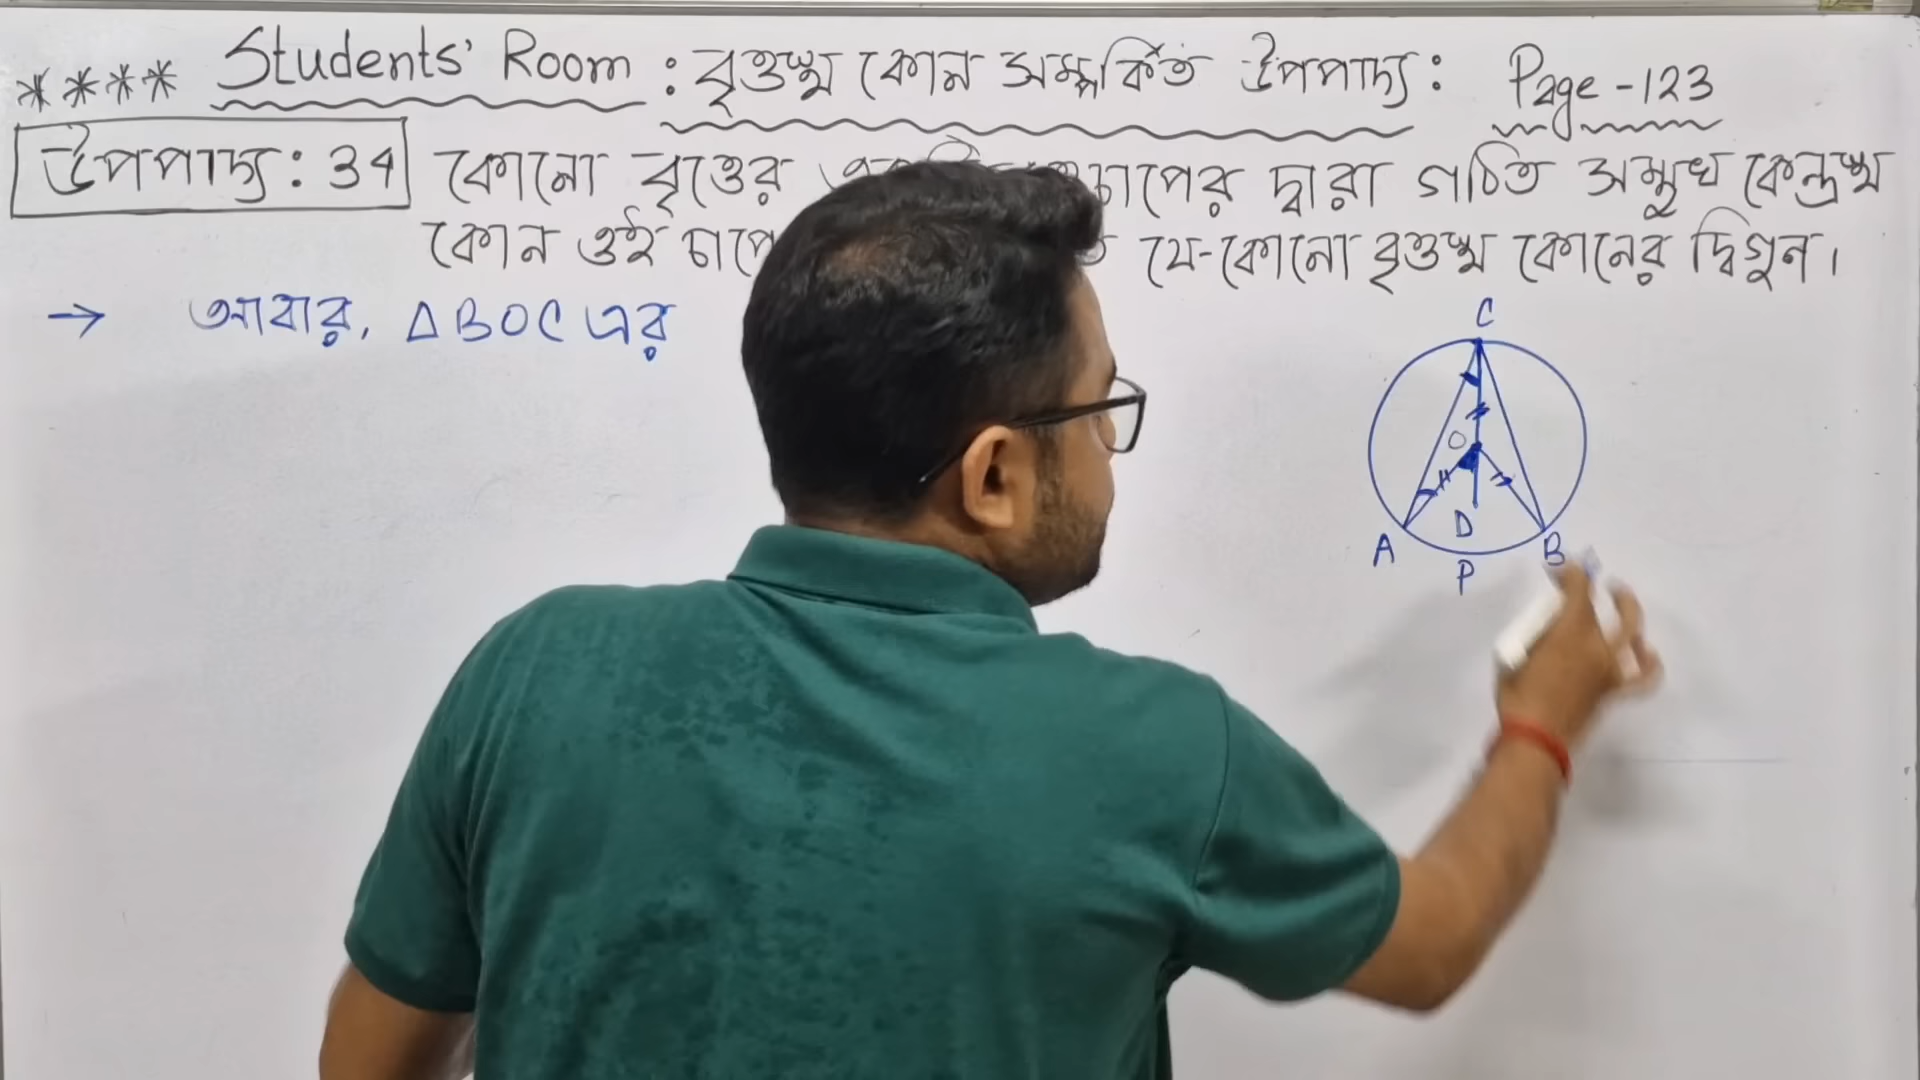 **** Students' Room : বৃত্তস্থ কোন সম্পর্কিত উপপাদ্য : Page-123
উপপাদ্য : 34 কোনো বৃত্তের চাপের দ্বারা গঠিত সম্মুখ কেন্দ্রস্থ
কোন ওই যে-কোনো বৃত্তস্থ কোনের দ্বিগুন।
→ আবার, ΔBOC এর
C
O
D
A
B
P